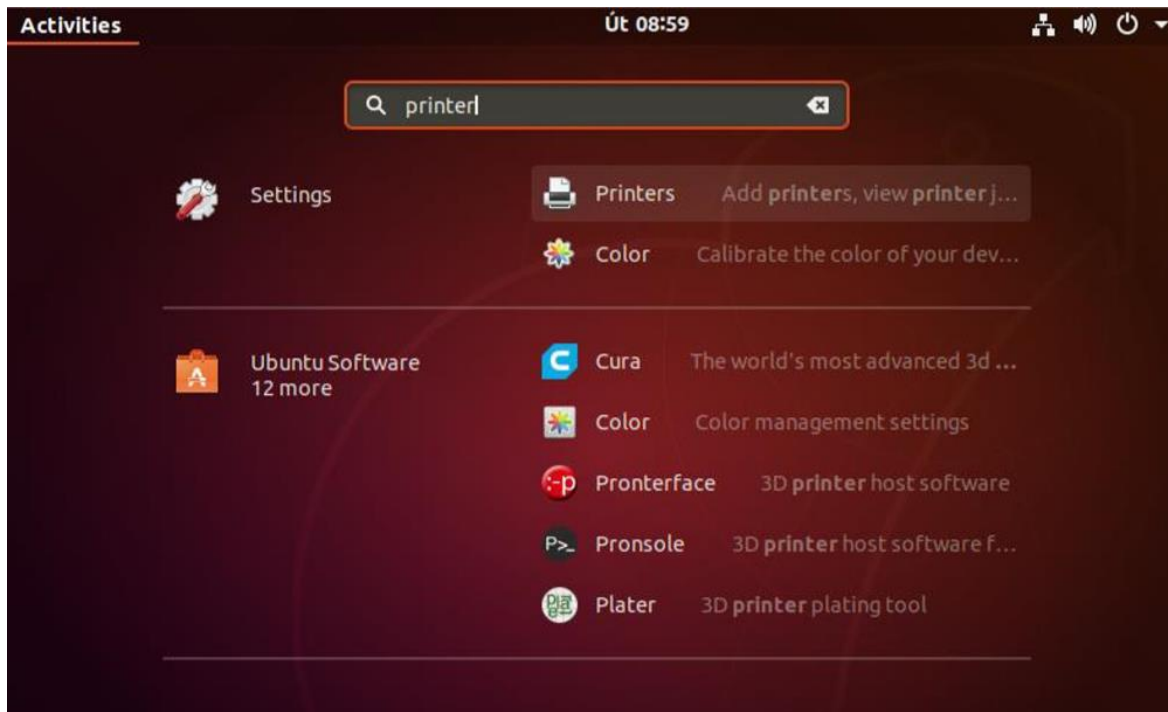 Activities
Út 08:59
printer
Settings
Printers Add printers, view printer j...
Color Calibrate the color of your dev...
Ubuntu Software
12 more
Cura The world's most advanced 3d ...
Color Color management settings
:-p Pronterface 3D printer host software
P>_ Pronsole 3D printer host software f...
Plater 3D printer plating tool